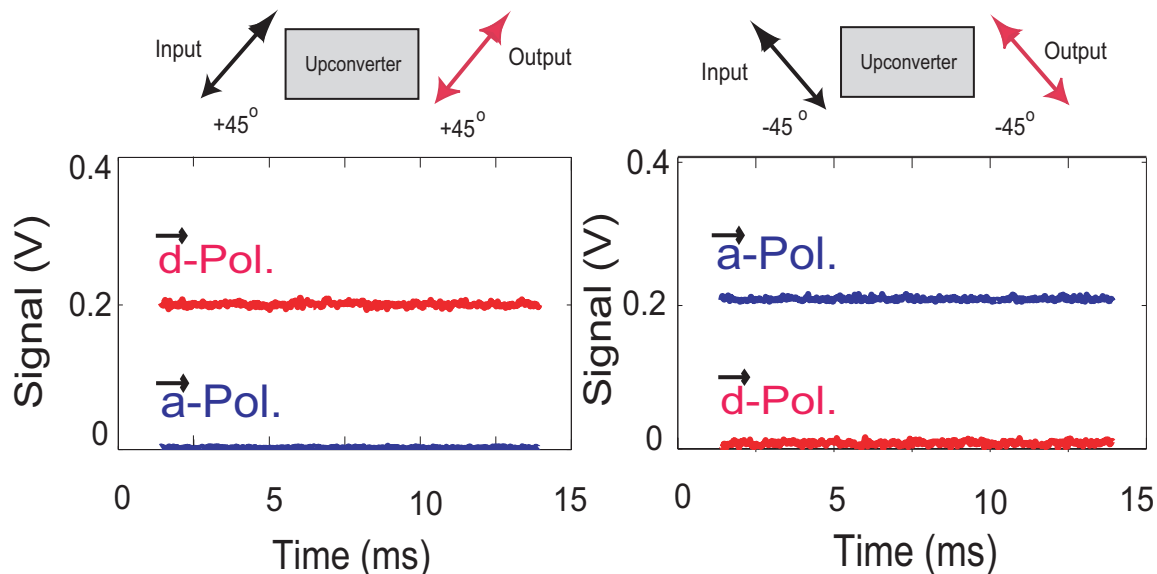 Input
Upconverter
Output
+45°
+45°
Signal (V)
0.4
0.2
0
d-Pol.
a-Pol.
0
5
10
15
Time (ms)
Input
Upconverter
Output
-45°
-45°
Signal (V)
0.4
0.2
0
a-Pol.
d-Pol.
0
5
10
15
Time (ms)